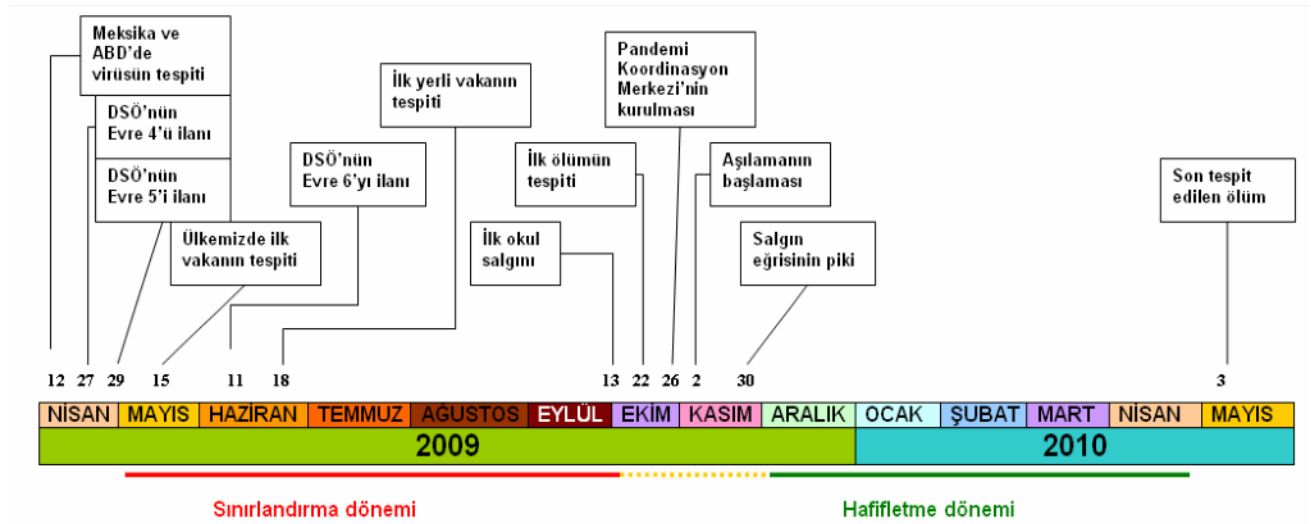 Meksika ve
ABD’de
virüsün tespiti
DSÖ’nün
Evre 4’ü ilanı
DSÖ’nün
Evre 5’i ilanı
Ülkemizde ilk
vakanın tespiti
DSÖ’nün
Evre 6’yı ilanı
İlk yerli vakanın
tespiti
İlk okul
salgını
İlk ölümün
tespiti
Pandemi
Koordinasyon
Merkezi’nin
kurulması
Aşılamanın
başlaması
Salgın
eğrisinin piki
Son tespit
edilen ölüm
12 27 29 15 11 18 13 22 26 2 30 3
NİSAN MAYIS HAZİRAN TEMMUZ AĞUSTOS EYLÜL EKİM KASIM ARALIK OCAK ŞUBAT MART NİSAN MAYIS
2009 2010
Sınırlandırma dönemi Hafifletme dönemi